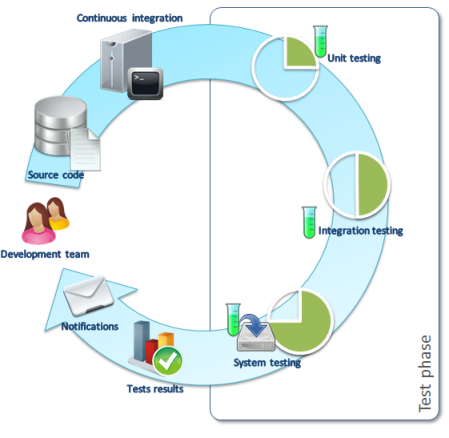 Continuous integration
>_
Unit testing
Source code
Integration testing
Development team
Notifications
System testing
Tests results
Test phase